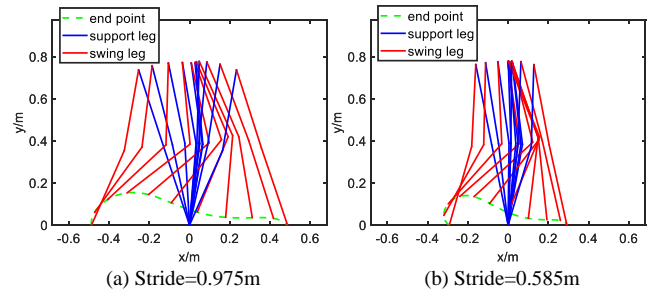 end point
support leg
swing leg
0.8
0.6
0.4
0.2
0
y/m
-0.6 -0.4 -0.2 0 0.2 0.4 0.6
x/m
(a) Stride=0.975m
end point
support leg
swing leg
0.8
0.6
0.4
0.2
0
y/m
-0.6 -0.4 -0.2 0 0.2 0.4 0.6
x/m
(b) Stride=0.585m